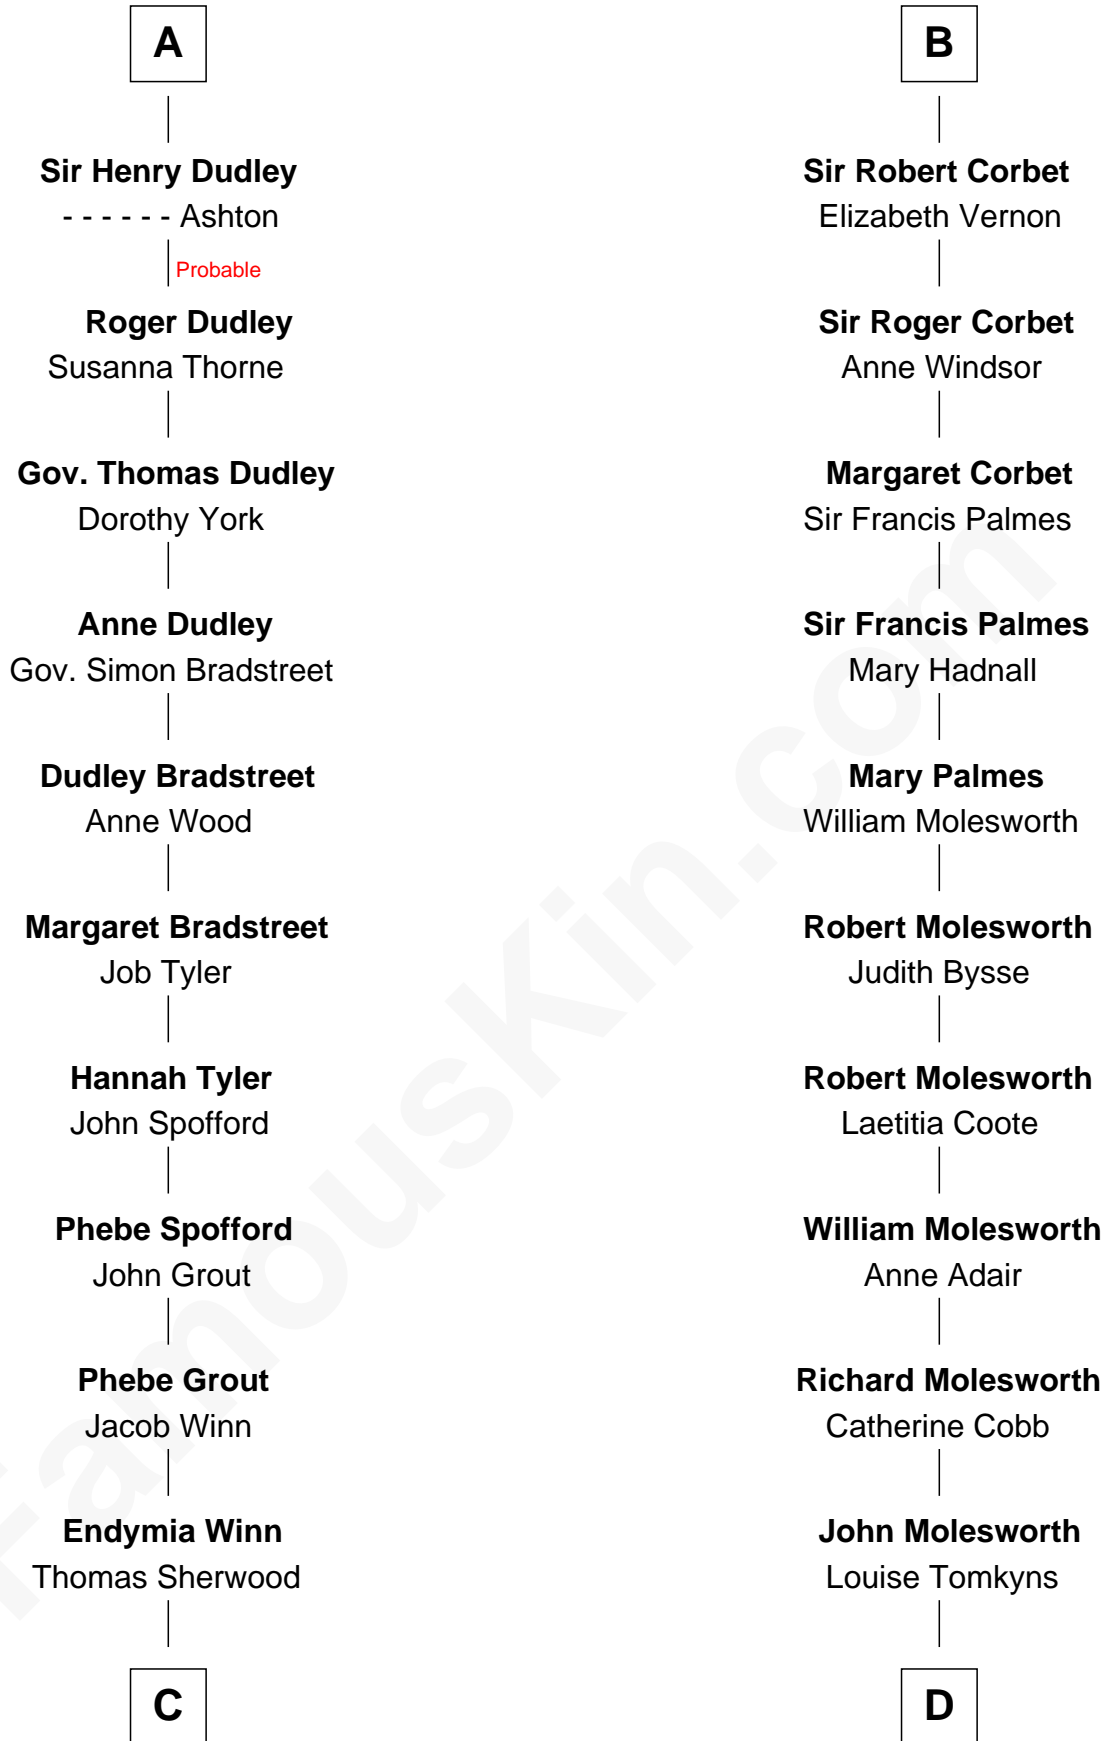 A
Sir Henry Dudley
- - - - - - Ashton
Probable
Roger Dudley
Susanna Thorne
Gov. Thomas Dudley
Dorothy York
Anne Dudley
Gov. Simon Bradstreet
Dudley Bradstreet
Anne Wood
Margaret Bradstreet
Job Tyler
Hannah Tyler
John Spofford
Phebe Spofford
John Grout
Phebe Grout
Jacob Winn
Endymia Winn
Thomas Sherwood
C
B
Sir Robert Corbet
Elizabeth Vernon
Sir Roger Corbet
Anne Windsor
Margaret Corbet
Sir Francis Palmes
Sir Francis Palmes
Mary Hadnall
Mary Palmes
William Molesworth
Robert Molesworth
Judith Bysse
Robert Molesworth
Laetitia Coote
William Molesworth
Anne Adair
Richard Molesworth
Catherine Cobb
John Molesworth
Louise Tomkyns
D
FamousKin.com